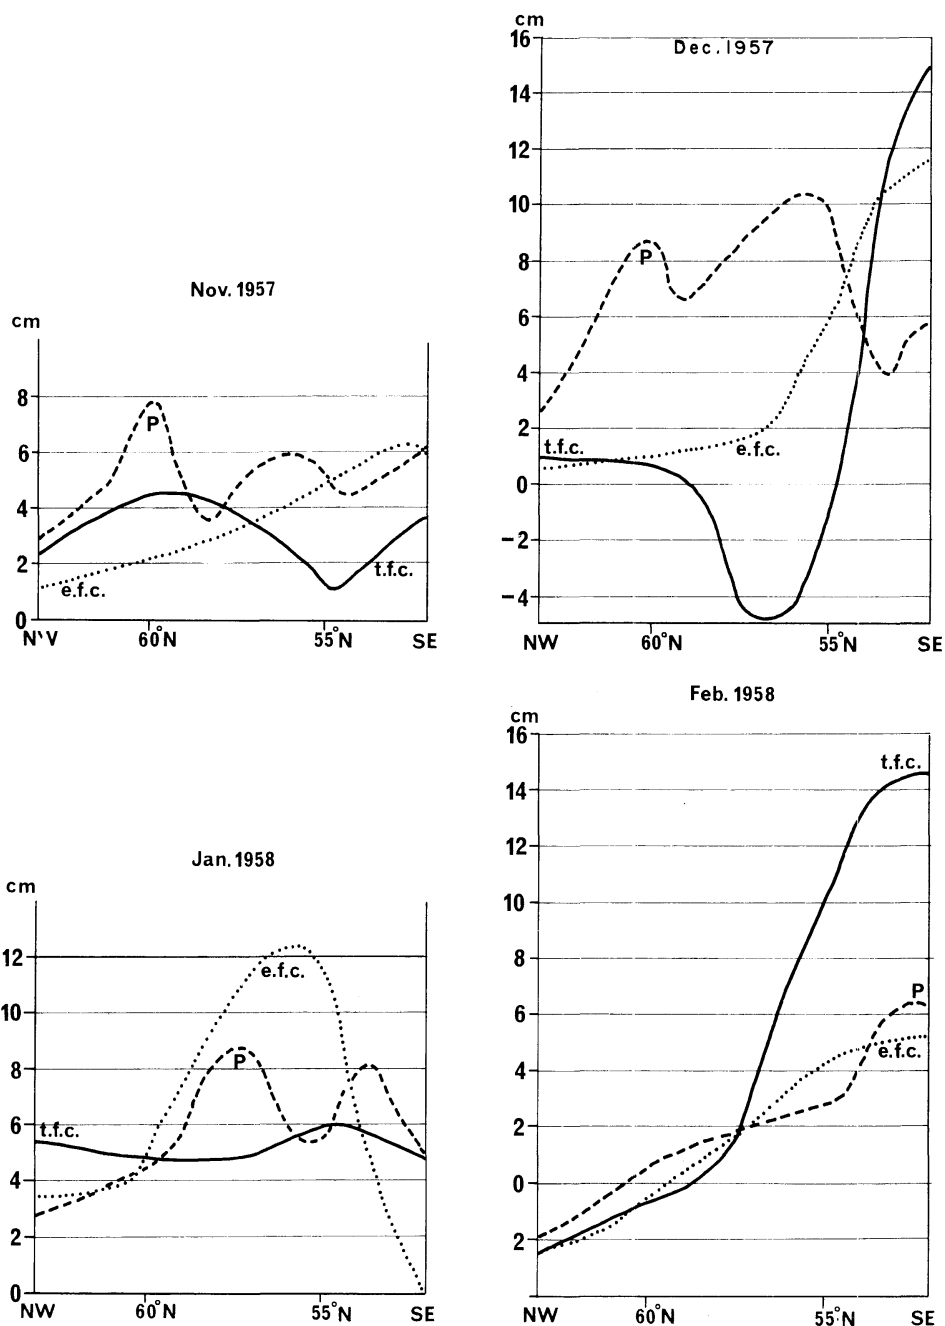 Nov. 1957
cm
8
6
4
2
0
P
e.f.c.
t.f.c.
N'V
60°N
55°N
SE
cm
Dec. 1957
16
14
12
10
8
6
4
2
0
−2
−4
P
t.f.c.
e.f.c.
NW
60°N
55°N
SE
Jan. 1958
cm
12
10
8
6
4
2
0
e.f.c.
P
t.f.c.
NW
60°N
55°N
SE
Feb. 1958
cm
16
14
12
10
8
6
4
2
0
2
t.f.c.
P
e.f.c.
NW
60°N
55°N
SE